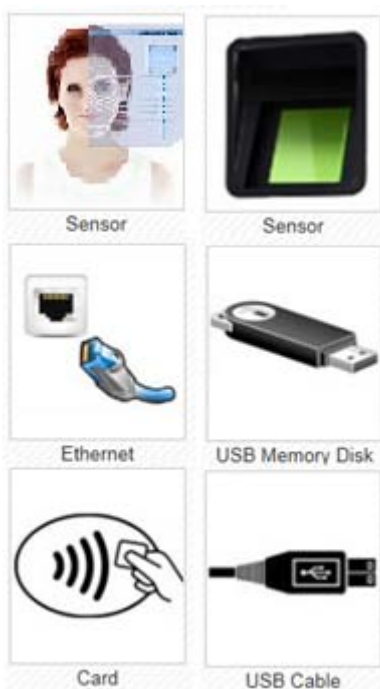 Sensor
Sensor
Ethernet
USB Memory Disk
Card
USB Cable